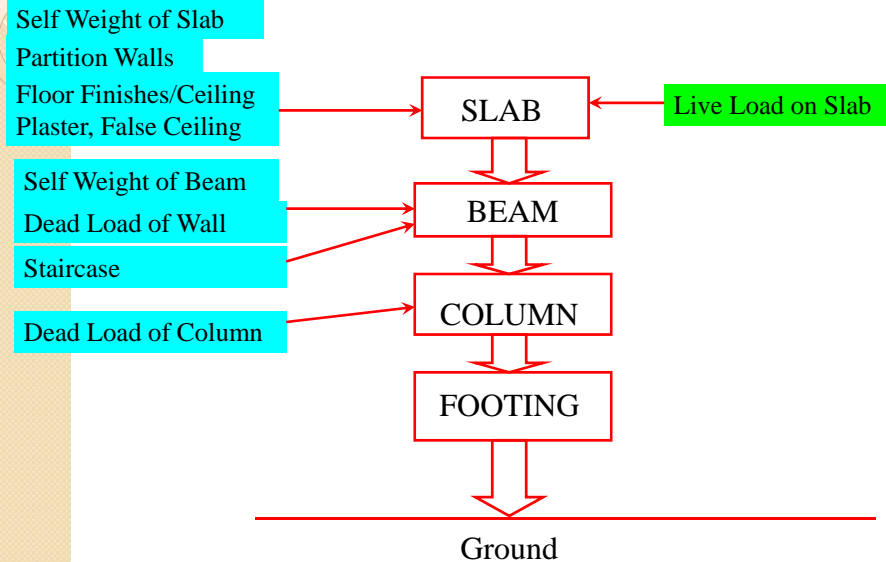 Self Weight of Slab
Partition Walls
Floor Finishes/Ceiling
Plaster, False Ceiling
SLAB
Live Load on Slab
Self Weight of Beam
Dead Load of Wall
Staircase
BEAM
Dead Load of Column
COLUMN
FOOTING
Ground